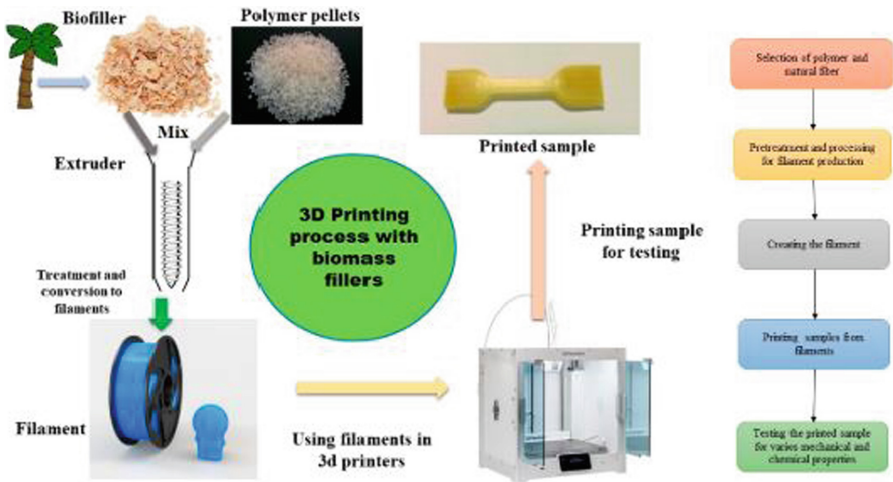 Biofiller
Polymer pellets
Mix
Extruder
Treatment and
conversion to
filaments
Filament
3D Printing
process with
biomass
fillers
Using filaments in
3d printers
Printed sample
Printing sample
for testing
Selection of polymer and
natural fiber
Pretreatment and processing
for filament production
Creating the filament
Printing samples from
filaments
Testing the printed sample
for varios mechanical and
chemical properties